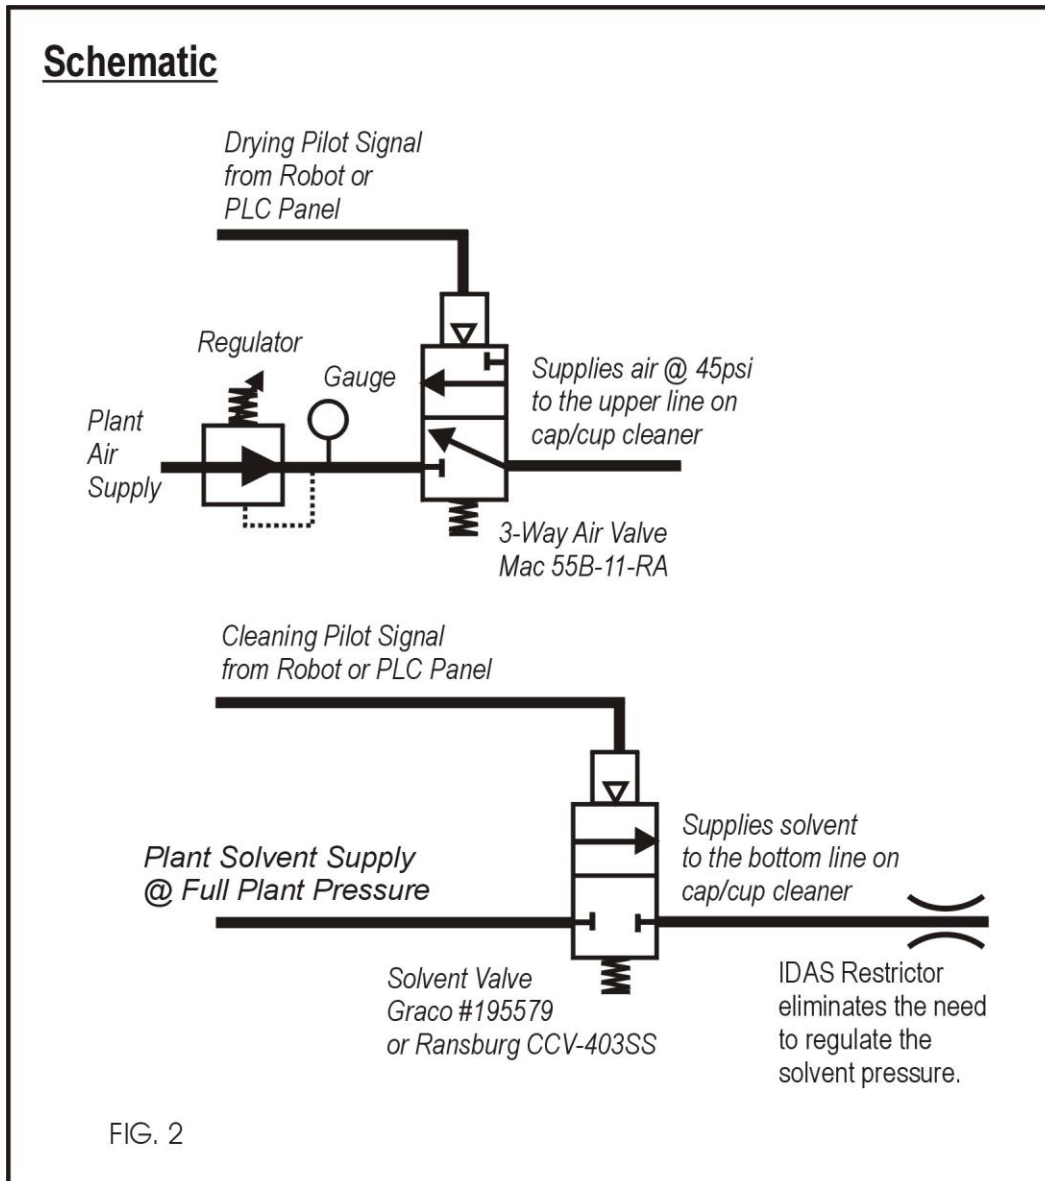 Schematic
Drying Pilot Signal
from Robot or
PLC Panel
Regulator
Gauge
Plant
Air
Supply
Supplies air @ 45psi
to the upper line on
cap/cup cleaner
3-Way Air Valve
Mac 55B-11-RA
Cleaning Pilot Signal
from Robot or PLC Panel
Plant Solvent Supply
@ Full Plant Pressure
Supplies solvent
to the bottom line on
cap/cup cleaner
Solvent Valve
Graco #195579
or Ransburg CCV-403SS
IDAS Restrictor
eliminates the need
to regulate the
solvent pressure.
FIG. 2